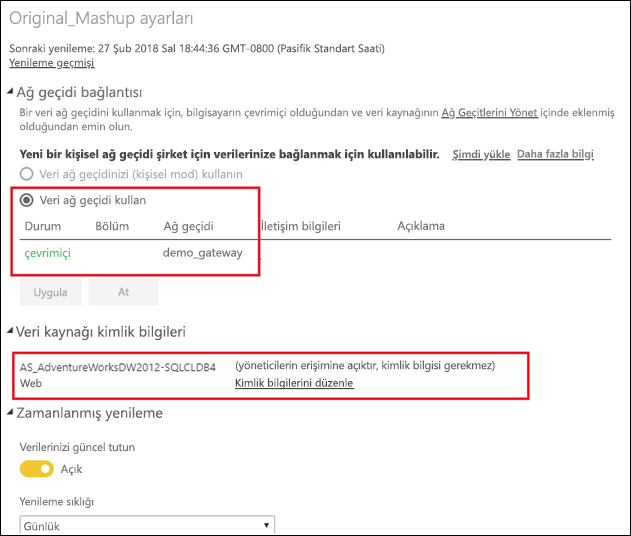 Original_Mashup ayarları
Sonraki yenileme: 27 Şub 2018 Sal 18:44:36 GMT-0800 (Pasifik Standart Saati)
Yenileme geçmişi
Ağ geçidi bağlantısı
Bir veri ağ geçidini kullanmak için, bilgisayarın çevrimiçi olduğundan ve veri kaynağının Ağ Geçitlerini Yönet içinde eklenmiş
olduğundan emin olun.
Yeni bir kişisel ağ geçidi şirket için verilerinize bağlanmak için kullanılabilir. Şimdi yükle Daha fazla bilgi
Veri ağ geçidinizi (kişisel mod) kullanın
Veri ağ geçidi kullan
Durum Bölüm Ağ geçidi İletişim bilgileri Açıklama
çevrimiçi demo_gateway
Uygula At
Veri kaynağı kimlik bilgileri
AS_AdventureWorksDW2012-SQLCLDB4 (yöneticilerin erişimine açıktır, kimlik bilgisi gerekmez)
Web Kimlik bilgilerini düzenle
Zamanlanmış yenileme
Verilerinizi güncel tutun
Açık
Yenileme sıklığı
Günlük